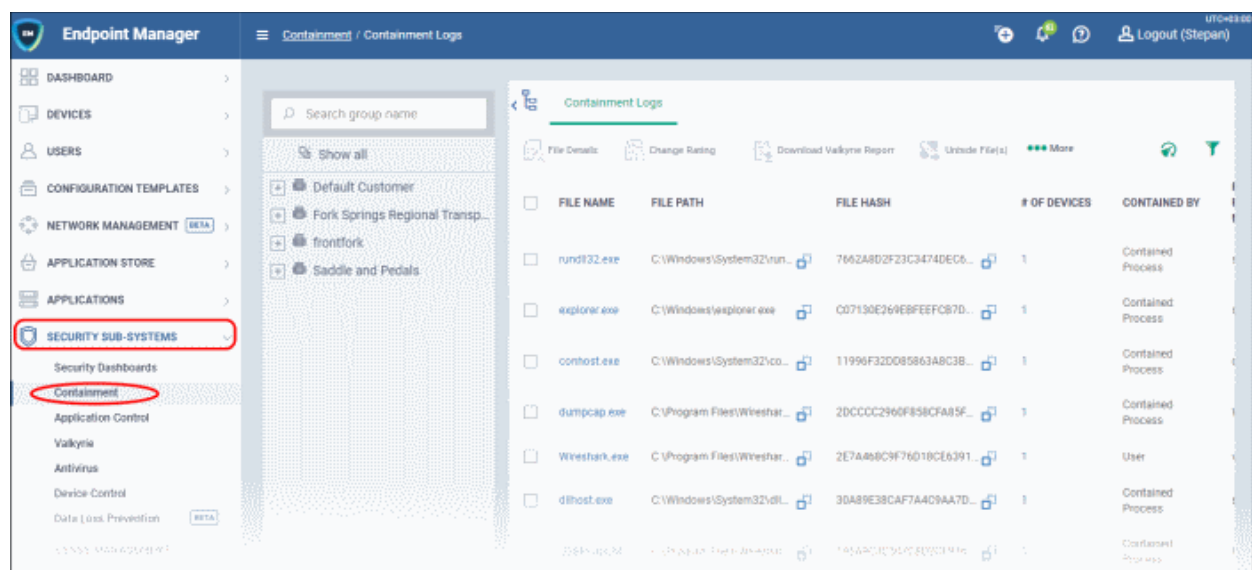 UTC+03:00
EM Endpoint Manager
Containment / Containment Logs
Logout (Stepan)
DASHBOARD
DEVICES
USERS
CONFIGURATION TEMPLATES
NETWORK MANAGEMENT BETA
APPLICATION STORE
APPLICATIONS
SECURITY SUB-SYSTEMS
Security Dashboards
Containment
Application Control
Valkyrie
Antivirus
Device Control
Data Loss Prevention BETA
Search group name
Show all
Default Customer
Fork Springs Regional Transp...
frontfork
Saddle and Pedals
Containment Logs
File Details Change Rating Download Valkyrie Report Unhide File(s) More
FILE NAME FILE PATH FILE HASH # OF DEVICES CONTAINED BY
rundll32.exe C:\Windows\System32\run... 7662A8D2F23C3474DEC6... 1 Contained Process
explorer.exe C:\Windows\explorer.exe C07130E269EBFEEFCB7D... 1 Contained Process
conhost.exe C:\Windows\System32\co... 11996F32DD85863ABC3B... 1 Contained Process
dumpcap.exe C:\Program Files\Wireshar... 2DCCCC2960F858CFA85F... 1 Contained Process
Wireshark.exe C:\Program Files\Wireshar... 2E7A468C9F76D18CE6391... 1 User
dllhost.exe C:\Windows\System32\dll... 30A89E38CAF7A4C9AA7D... 1 Contained Process
Contained Process